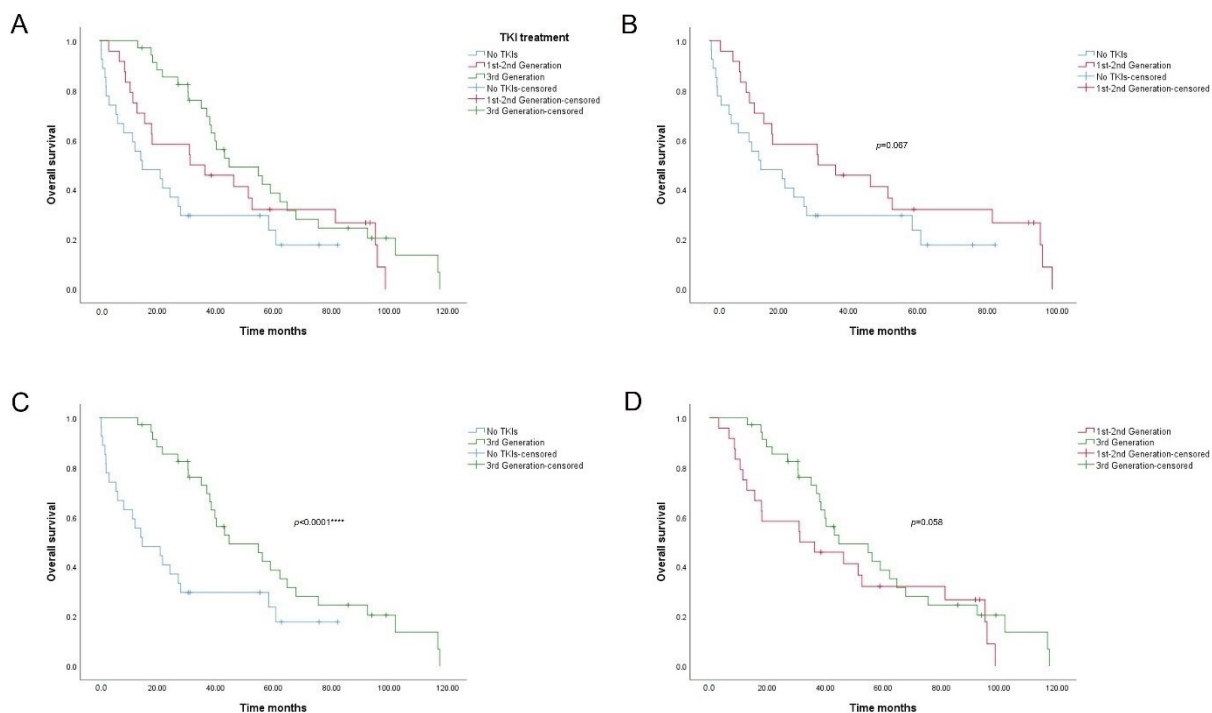 A
TKI treatment
No TKIs
1st-2nd Generation
3rd Generation
No TKIs-censored
1st-2nd Generation-censored
3rd Generation-censored
Overall survival
1.0
0.8
0.6
0.4
0.2
0.0
0.0 20.00 40.00 60.00 80.00 100.00 120.00
Time months
B
No TKIs
1st-2nd Generation
No TKIs-censored
1st-2nd Generation-censored
p=0.067
Overall survival
1.0
0.8
0.6
0.4
0.2
0.0
0.0 20.00 40.00 60.00 80.00 100.00
Time months
C
No TKIs
3rd Generation
No TKIs-censored
3rd Generation-censored
p<0.0001****
Overall survival
1.0
0.8
0.6
0.4
0.2
0.0
0.0 20.00 40.00 60.00 80.00 100.00 120.00
Time months
D
1st-2nd Generation
3rd Generation
1st-2nd Generation-censored
3rd Generation-censored
p=0.058
Overall survival
1.0
0.8
0.6
0.4
0.2
0.0
0.0 20.00 40.00 60.00 80.00 100.00 120.00
Time months